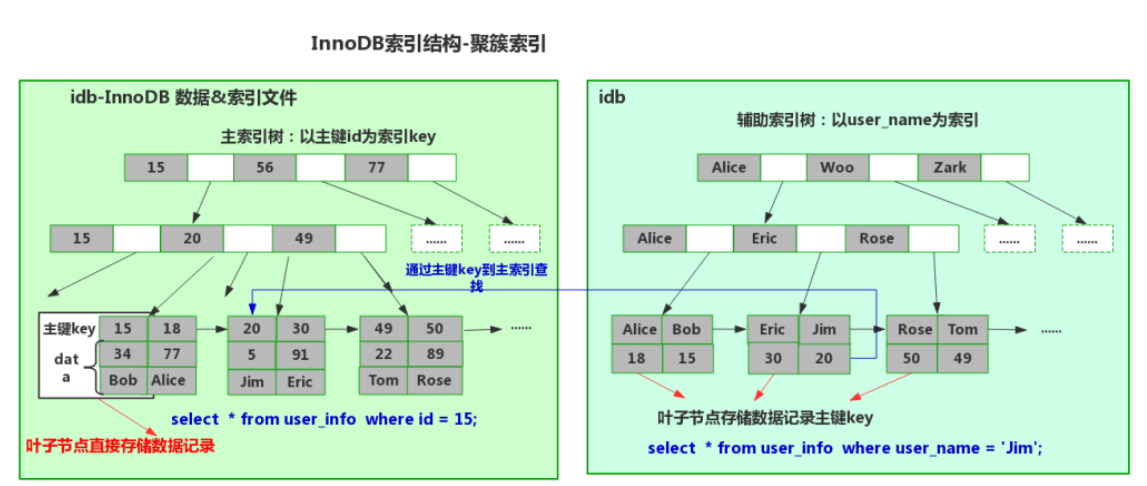 InnoDB索引结构-聚簇索引
idb-InnoDB 数据&索引文件
主索引树：以主键id为索引key
15 56 77
15 20 49 ...... ......
通过主键key到主索引查
找
主键key 15 18 20 30 49 50 ......
dat
a
34 77 5 91 22 89
Bob Alice Jim Eric Tom Rose
select * from user_info where id = 15;
叶子节点直接存储数据记录
idb
辅助索引树：以user_name为索引
Alice Woo Zark
Alice Eric Rose ...... ......
Alice Bob Eric Jim Rose Tom ......
18 15 30 20 50 49
叶子节点存储数据记录主键key
select * from user_info where user_name = 'Jim';